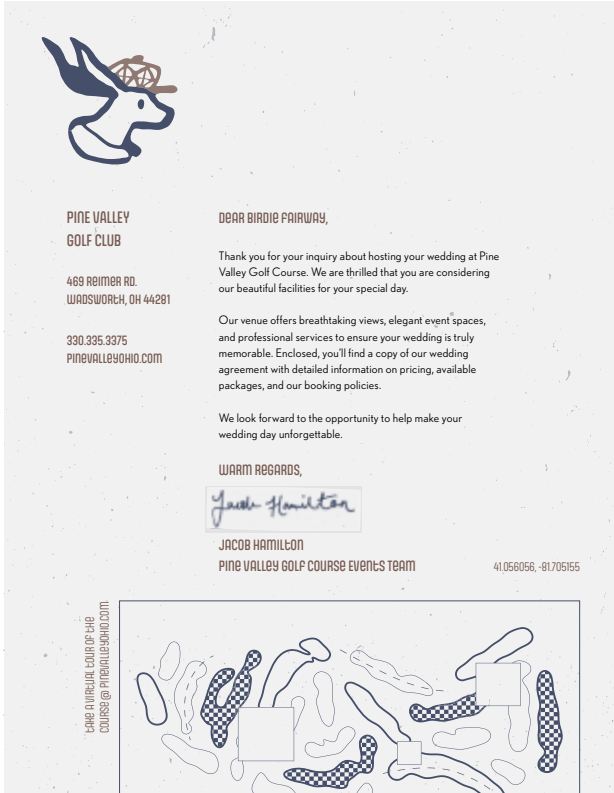 PINE VALLEY
GOLF CLUB
469 Reimer Rd.
Wadsworth, OH 44281
330.335.3375
pinevalleyohio.com
Dear Birdie Fairway,
Thank you for your inquiry about hosting your wedding at Pine
Valley Golf Course. We are thrilled that you are considering
our beautiful facilities for your special day.
Our venue offers breathtaking views, elegant event spaces,
and professional services to ensure your wedding is truly
memorable. Enclosed, you'll find a copy of our wedding
agreement with detailed information on pricing, available
packages, and our booking policies.
We look forward to the opportunity to help make your
wedding day unforgettable.
Warm Regards,
Jacob Hamilton
Jacob Hamilton
Pine Valley Golf Course Events Team
41.056056, -81.705155
Take a virtual tour of the
course @ pinevalleyohio.com